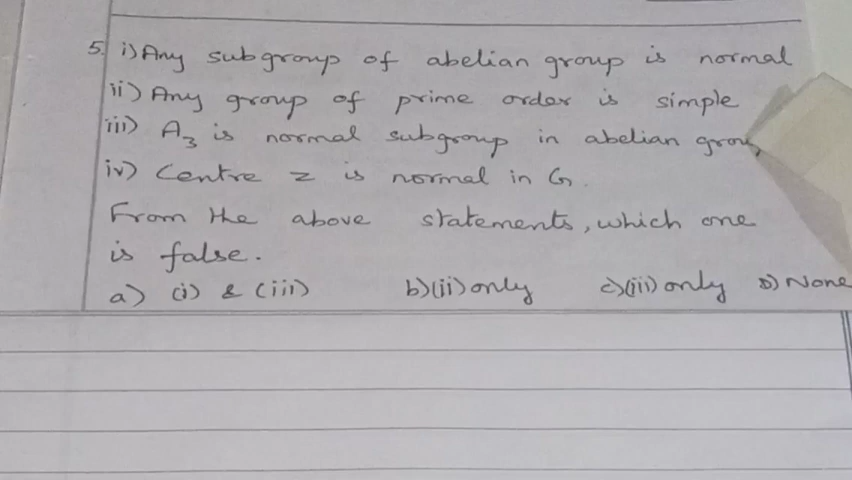 5. i) Any subgroup of abelian group is normal
ii) Any group of prime order is simple
iii) A3 is normal subgroup in abelian
iv) Centre z is normal in G.
From the above statements, which one
is false.
a) (i) & (iii) b) (ii) only c) (iii) only D) None